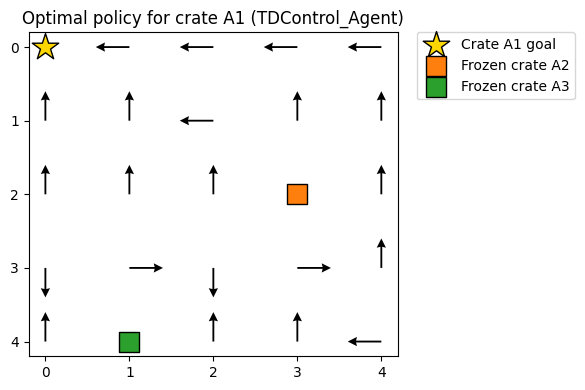 Optimal policy for crate A1 (TDControl_Agent)
Crate A1 goal
Frozen crate A2
Frozen crate A3
0
1
2
3
4
0 1 2 3 4